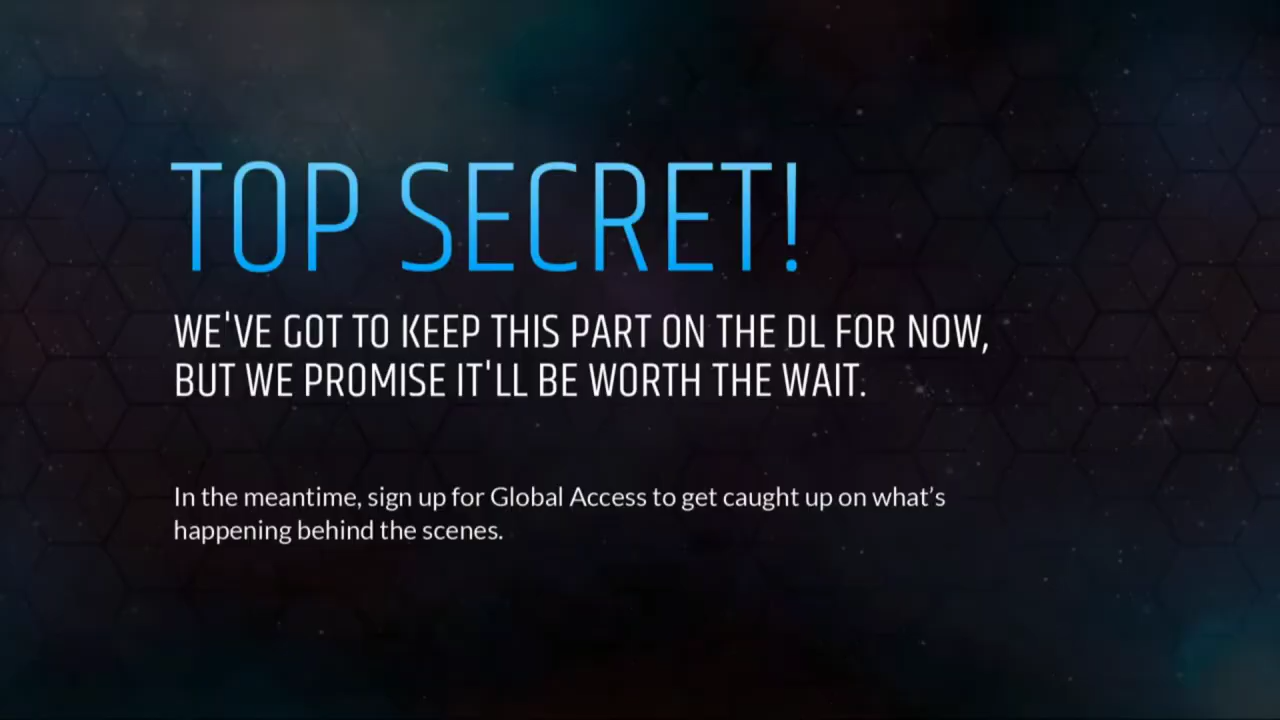 TOP SECRET!
WE'VE GOT TO KEEP THIS PART ON THE DL FOR NOW,
BUT WE PROMISE IT'LL BE WORTH THE WAIT.
In the meantime, sign up for Global Access to get caught up on what’s
happening behind the scenes.